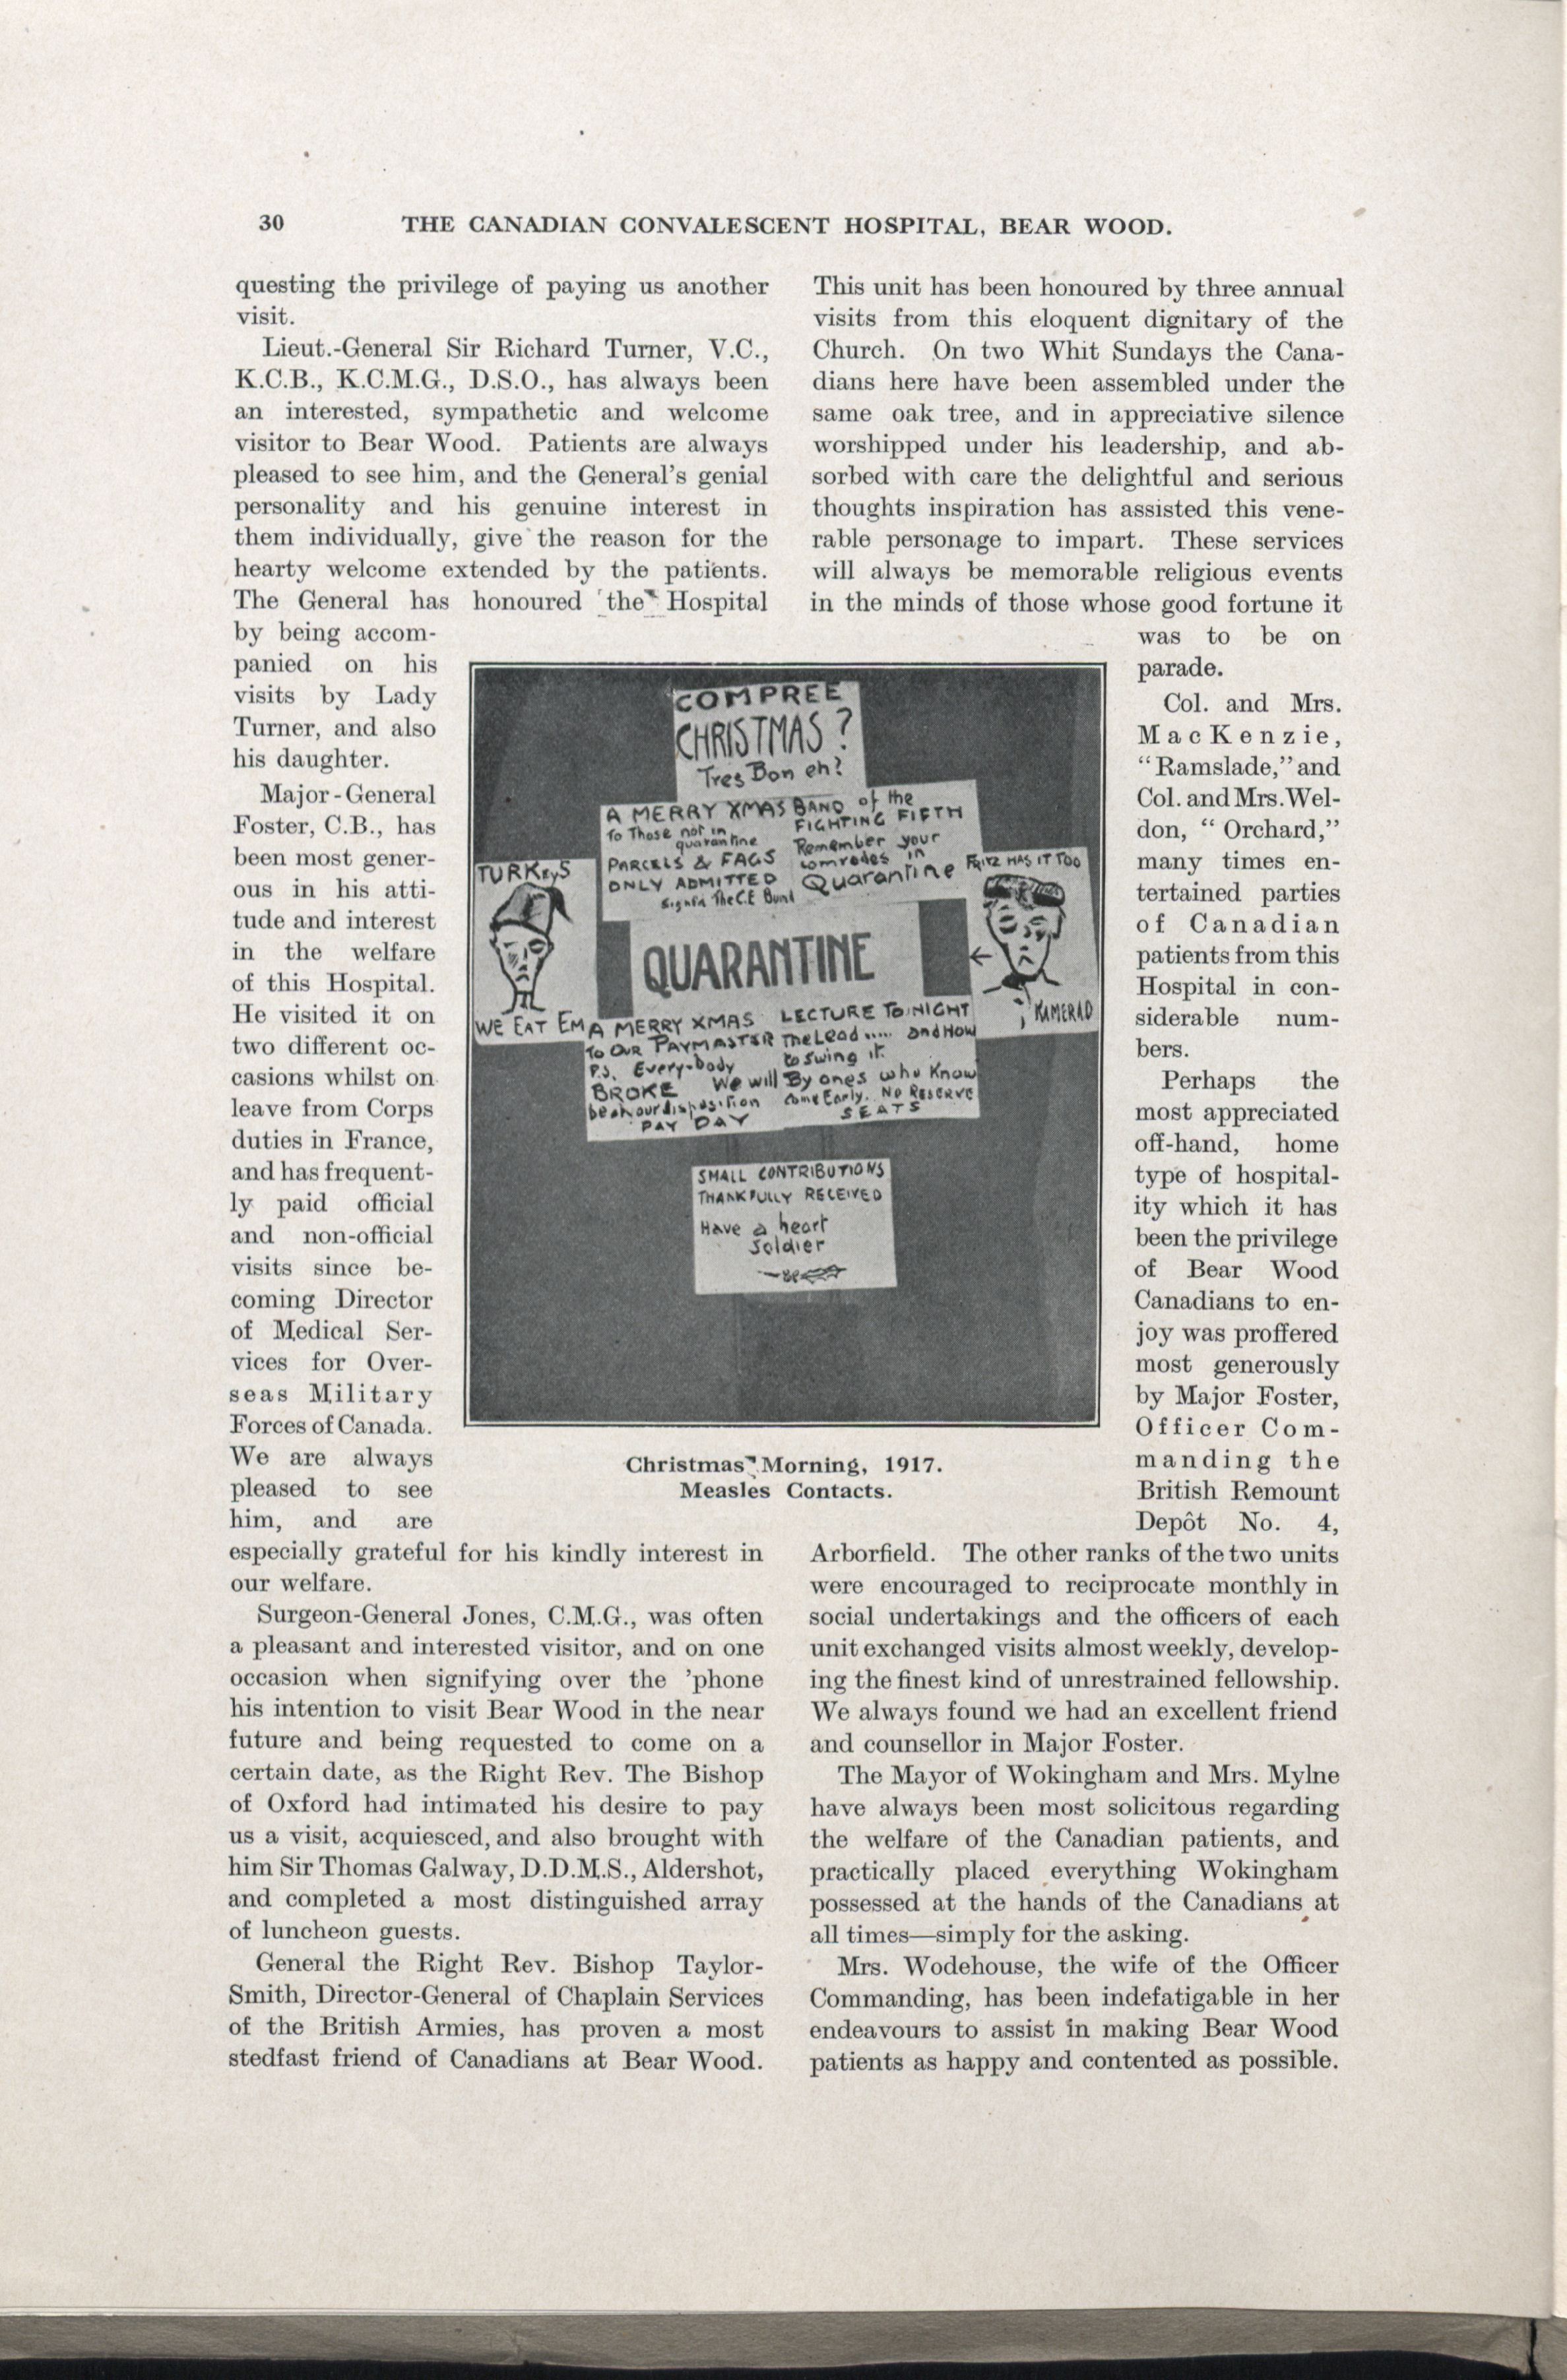 30
THE CANADIAN CONVALESCENT HOSPITAL, BEAR WOOD.
questing the privilege of paying us another
visit.
Lieut.-General Sir Richard Turner, V.C.,
K.C.B., K.C.M.G., D.S.O., has always been
an interested, sympathetic and welcome
visitor to Bear Wood. Patients are always
pleased to see him, and the General's genial
personality and his genuine interest in
them individually, give the reason for the
hearty welcome extended by the patients.
The General has honoured the Hospital
by being accom-
panied on his
visits by Lady
Turner, and also
his daughter.
Major-General
Foster, C.B., has
been most gener-
ous in his atti-
tude and interest
in the welfare
of this Hospital.
He visited it on
two different oc-
casions whilst on
leave from Corps
duties in France,
and has frequent-
ly paid official
and non-official
visits since be-
coming Director
of Medical Ser-
vices for Over-
seas Military
Forces of Canada.
We are always
pleased to see
him, and are
especially grateful for his kindly interest in
our welfare.
Surgeon-General Jones, C.M.G., was often
a pleasant and interested visitor, and on one
occasion when signifying over the 'phone
his intention to visit Bear Wood in the near
future and being requested to come on a
certain date, as the Right Rev. The Bishop
of Oxford had intimated his desire to pay
us a visit, acquiesced, and also brought with
him Sir Thomas Galway, D.D.M.S., Aldershot,
and completed a most distinguished array
of luncheon guests.
General the Right Rev. Bishop Taylor-
Smith, Director-General of Chaplain Services
of the British Armies, has proven a most
stedfast friend of Canadians at Bear Wood.
COMPREE
CHRISTMAS?
Tres Bon eh?
A MERRY XMAS
To Those not in
quarantine
PARCELS & FAGS
ONLY ADMITTED
BAND of the
FIGHTING FIFTH
Remember your
comrades in
Quarantine
TURKEyS
WE EAT EM
FRITZ HAS IT TOO
KAMERAD
QUARANTINE
A MERRY XMAS
To OUR PAYMASTER
P.S. Every-body
BROKE We will
be at your disposition
PAY DAY
LECTURE TO NIGHT
The Lead ..... and How
to swing it
By ones who Know
Come Early. No RESERVE
SEATS
SMALL CONTRIBUTIONS
THANKFULLY RECEIVED
Have a heart
Soldier
Christmas Morning, 1917.
Measles Contacts.
This unit has been honoured by three annual
visits from this eloquent dignitary of the
Church. On two Whit Sundays the Cana-
dians here have been assembled under the
same oak tree, and in appreciative silence
worshipped under his leadership, and ab-
sorbed with care the delightful and serious
thoughts inspiration has assisted this vene-
rable personage to impart. These services
will always be memorable religious events
in the minds of those whose good fortune it
was to be on
parade.
Col. and Mrs.
MacKenzie,
"Ramslade," and
Col. and Mrs. Wel-
don, "Orchard,"
many times en-
tertained parties
of Canadian
patients from this
Hospital in con-
siderable num-
bers.
Perhaps the
most appreciated
off-hand, home
type of hospital-
ity which it has
been the privilege
of Bear Wood
Canadians to en-
joy was proffered
most generously
by Major Foster,
Officer Com-
manding the
British Remount
Depôt No. 4,
Arborfield. The other ranks of the two units
were encouraged to reciprocate monthly in
social undertakings and the officers of each
unit exchanged visits almost weekly, develop-
ing the finest kind of unrestrained fellowship.
We always found we had an excellent friend
and counsellor in Major Foster.
The Mayor of Wokingham and Mrs. Mylne
have always been most solicitous regarding
the welfare of the Canadian patients, and
practically placed everything Wokingham
possessed at the hands of the Canadians at
all times—simply for the asking.
Mrs. Wodehouse, the wife of the Officer
Commanding, has been indefatigable in her
endeavours to assist in making Bear Wood
patients as happy and contented as possible.